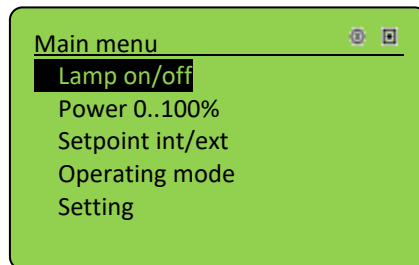 Main menu
Lamp on/off
Power 0..100%
Setpoint int/ext
Operating mode
Setting